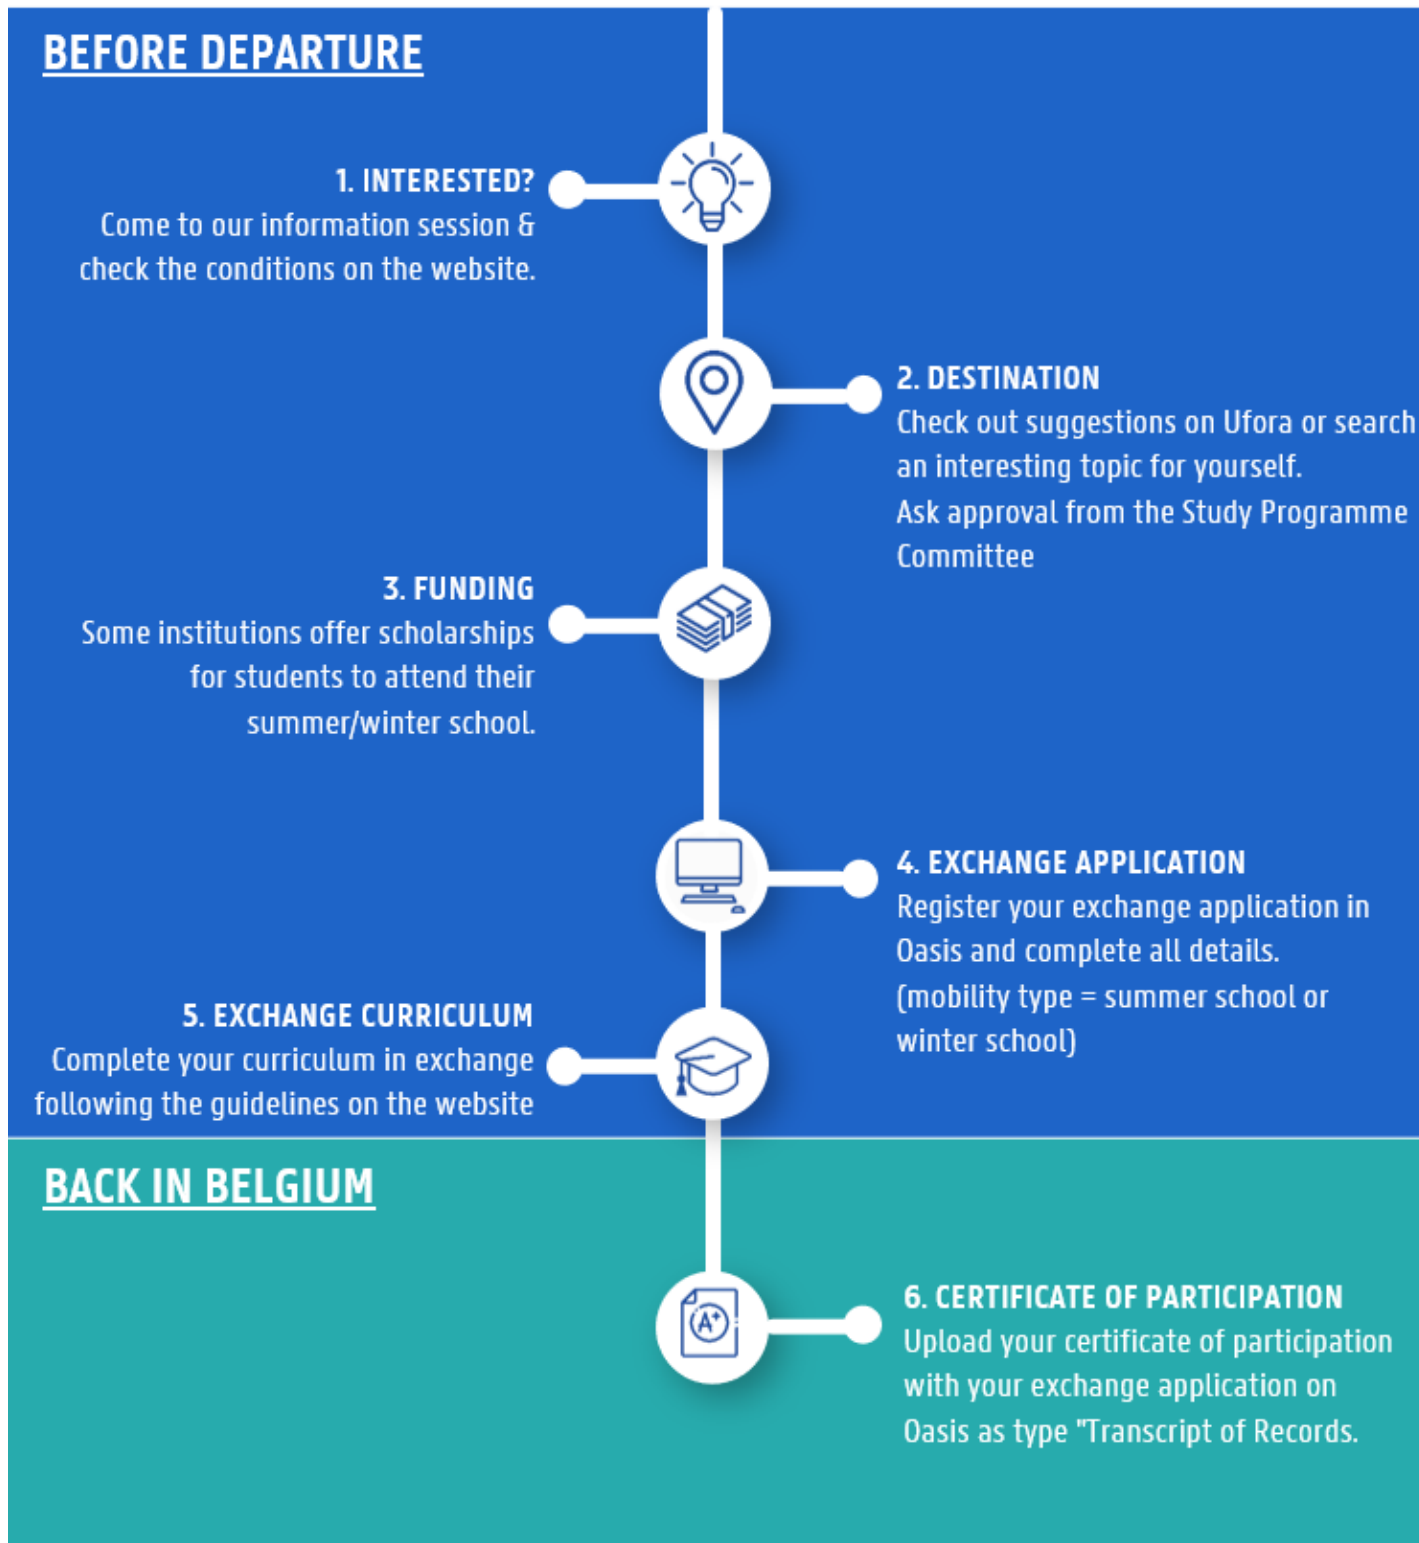 BEFORE DEPARTURE
1. INTERESTED?
Come to our information session &
check the conditions on the website.
2. DESTINATION
Check out suggestions on Ufora or search
an interesting topic for yourself.
Ask approval from the Study Programme
Committee
3. FUNDING
Some institutions offer scholarships
for students to attend their
summer/winter school.
4. EXCHANGE APPLICATION
Register your exchange application in
Oasis and complete all details.
(mobility type = summer school or
winter school)
5. EXCHANGE CURRICULUM
Complete your curriculum in exchange
following the guidelines on the website
BACK IN BELGIUM
A+
6. CERTIFICATE OF PARTICIPATION
Upload your certificate of participation
with your exchange application on
Oasis as type "Transcript of Records.